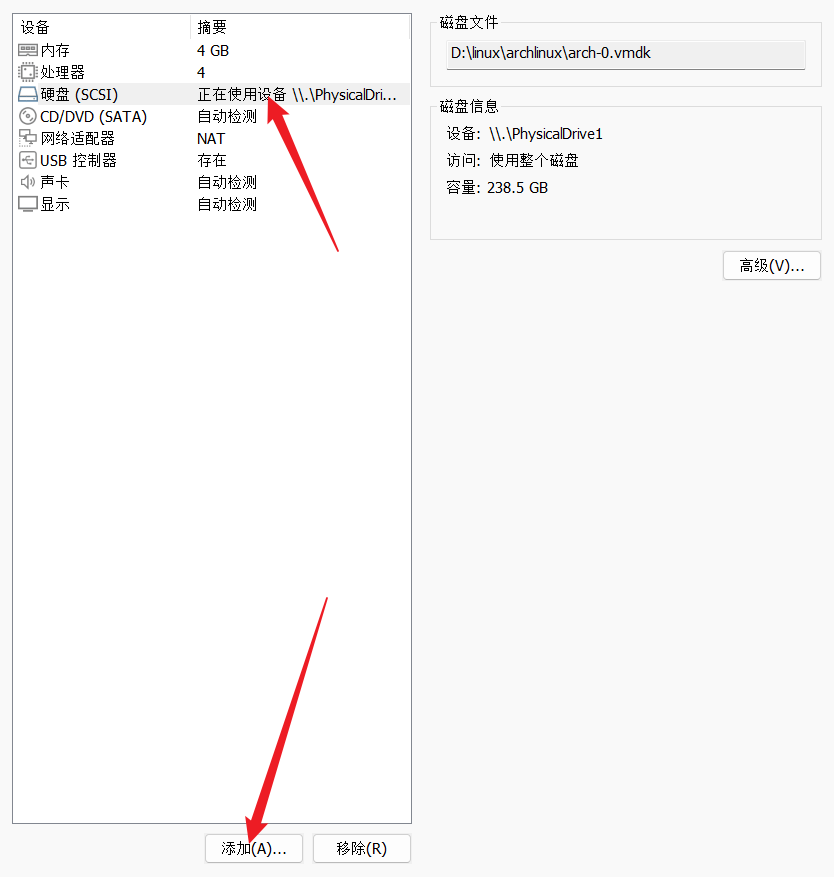 设备 摘要
内存 4 GB
处理器 4
硬盘 (SCSI) 正在使用设备 \\.\PhysicalDri...
CD/DVD (SATA) 自动检测
网络适配器 NAT
USB 控制器 存在
声卡 自动检测
显示 自动检测
添加(A)... 移除(R)
磁盘文件
D:\linux\archlinux\arch-0.vmdk
磁盘信息
设备: \\.\PhysicalDrive1
访问: 使用整个磁盘
容量: 238.5 GB
高级(V)...